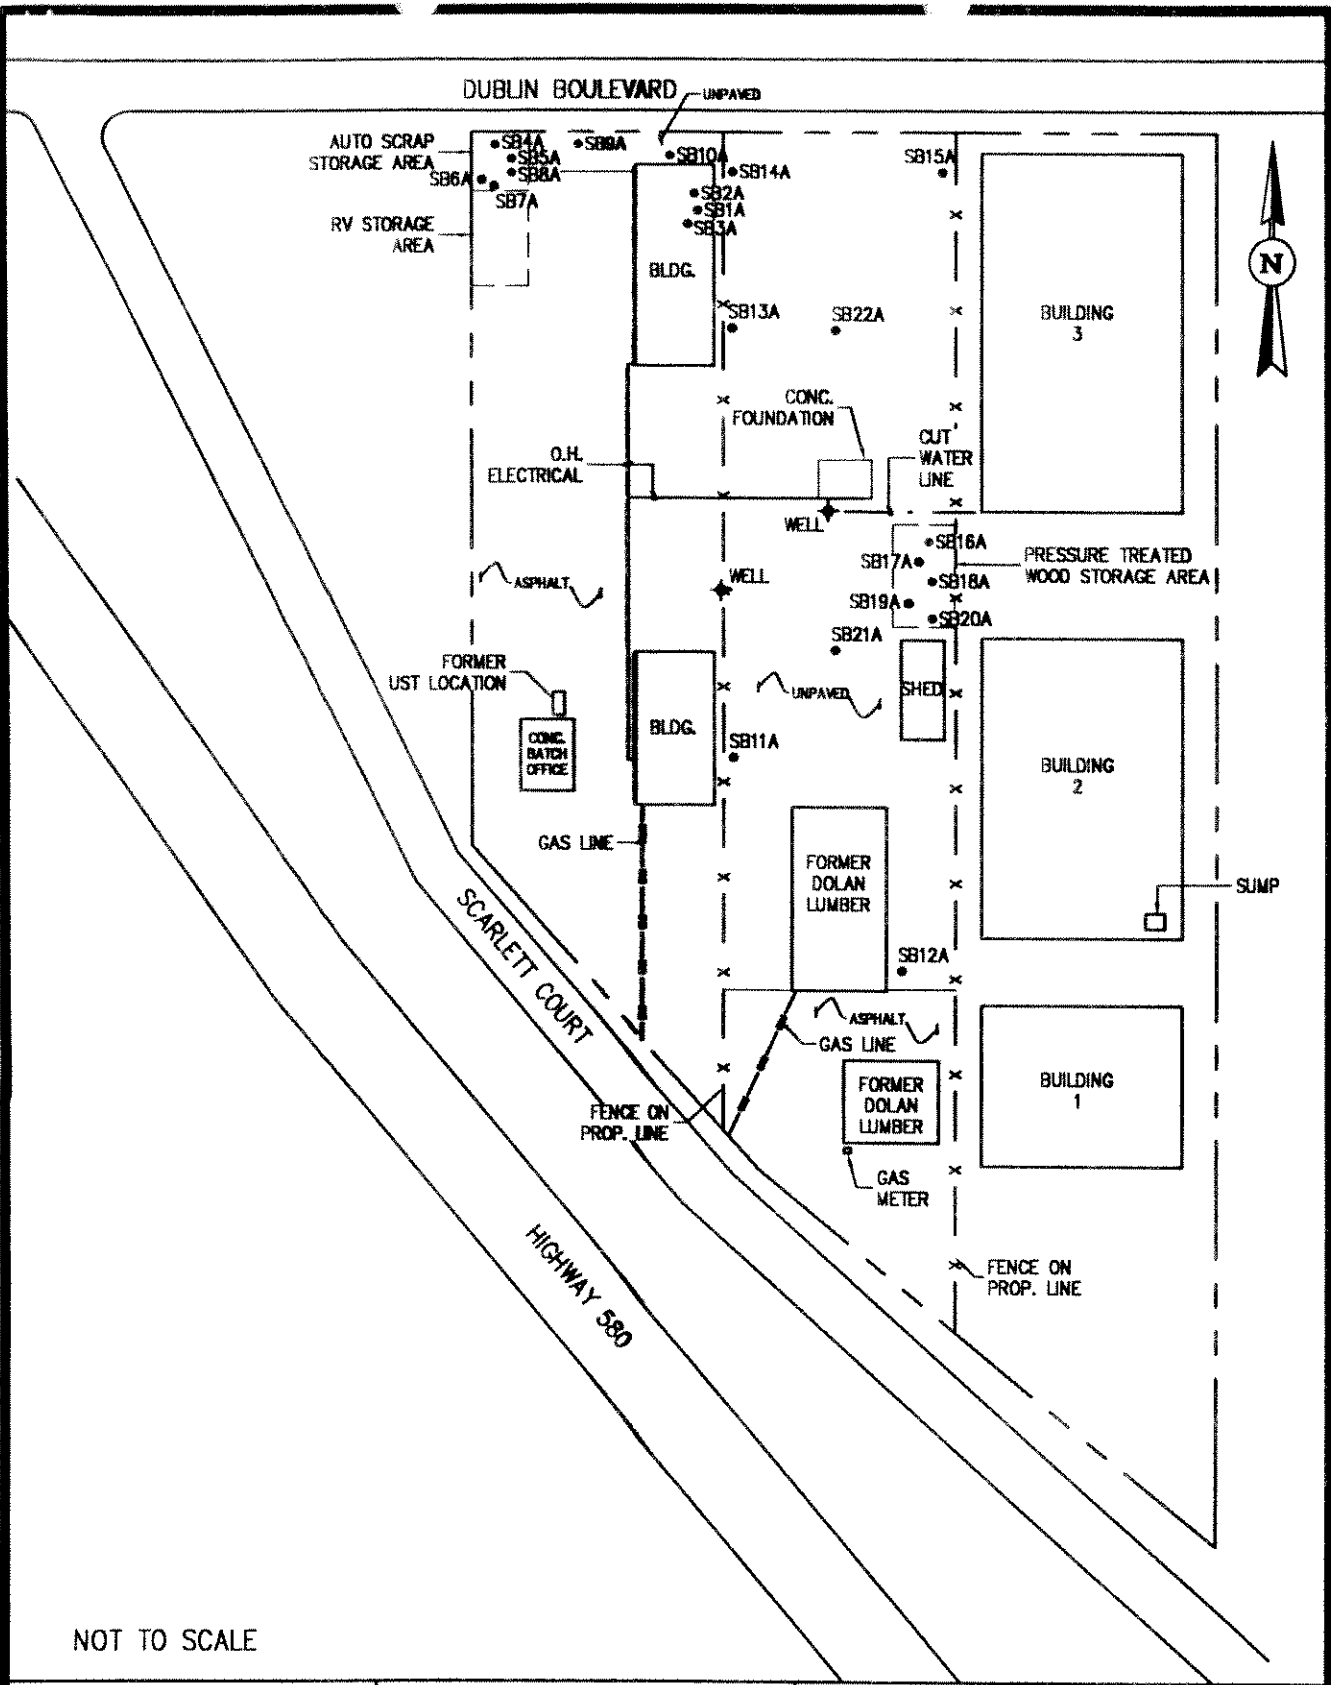 DUBLIN BOULEVARD
UNPAVED
AUTO SCRAP
STORAGE AREA
SB4A
SB5A
SB8A
SB6A
SB7A
SB9A
SB10A
SB14A
SB15A
SB2A
SB1A
SB3A
RV STORAGE
AREA
N
BLDG.
SB13A
SB22A
BUILDING
3
CONC.
FOUNDATION
CUT
WATER
LINE
O.H.
ELECTRICAL
WELL
SB16A
SB17A
SB18A
SB19A
SB20A
PRESSURE TREATED
WOOD STORAGE AREA
ASPHALT
WELL
SB21A
FORMER
UST LOCATION
UNPAVED
SHED
CONC.
BATCH
OFFICE
BLDG.
SB11A
BUILDING
2
GAS LINE
FORMER
DOLAN
LUMBER
SUMP
SCARLETT COURT
SB12A
ASPHALT
GAS LINE
FORMER
DOLAN
LUMBER
BUILDING
1
FENCE ON
PROP. LINE
GAS
METER
HIGHWAY 580
FENCE ON
PROP. LINE
NOT TO SCALE